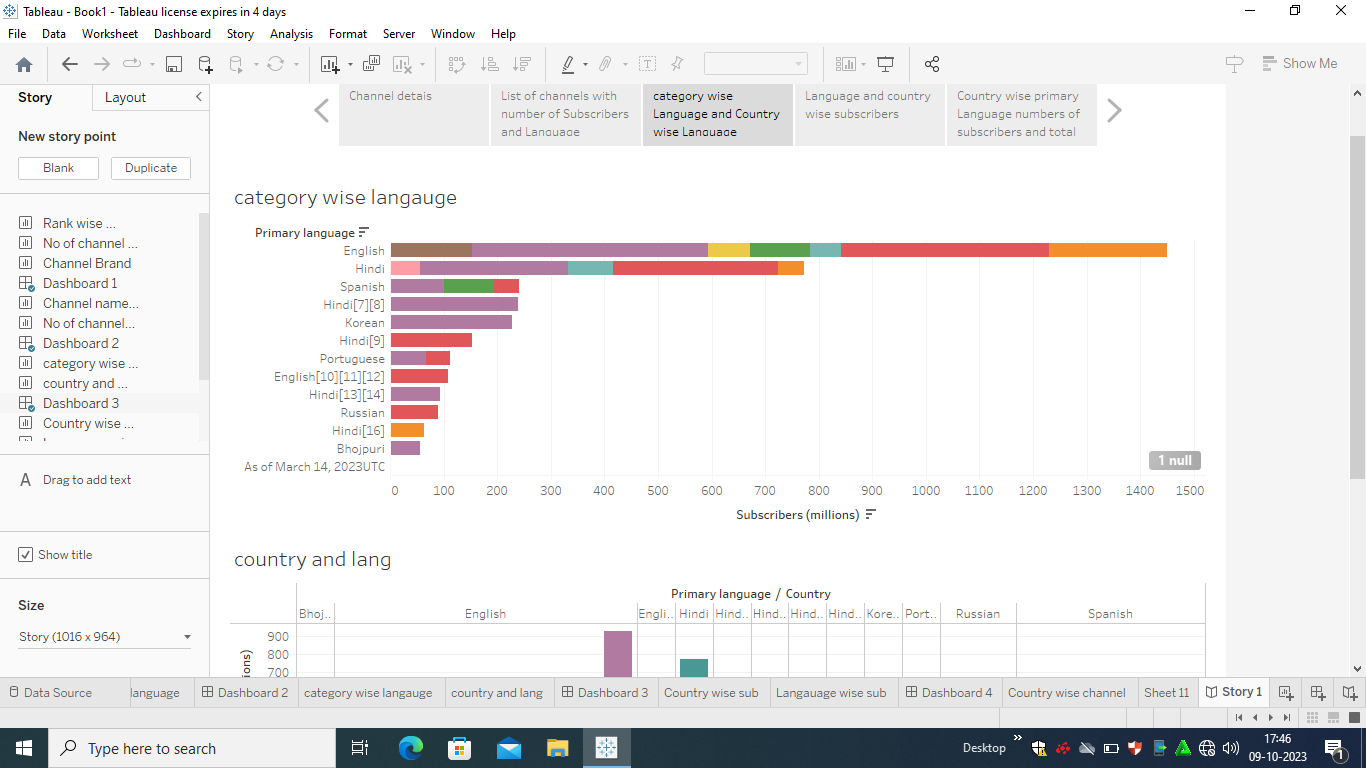 Tableau - Book1 - Tableau license expires in 4 days
File Data Worksheet Dashboard Story Analysis Format Server Window Help
Show Me
Story Layout
New story point
Blank Duplicate
Rank wise ...
No of channel ...
Channel Brand
Dashboard 1
Channel name...
No of channel...
Dashboard 2
category wise ...
country and ...
Dashboard 3
Country wise ...
A Drag to add text
Show title
Size
Story (1016 x 964)
Channel detais
List of channels with
number of Subscribers
and Language
category wise
Language and Country
wise Language
Language and country
wise subscribers
Country wise primary
Language numbers of
subscribers and total
category wise langauge
Primary language
English
Hindi
Spanish
Hindi[7][8]
Korean
Hindi[9]
Portuguese
English[10][11][12]
Hindi[13][14]
Russian
Hindi[16]
Bhojpuri
As of March 14, 2023UTC
1 null
0 100 200 300 400 500 600 700 800 900 1000 1100 1200 1300 1400 1500
Subscribers (millions)
country and lang
Primary language / Country
Bhoj.. English Engli.. Hindi Hind.. Hind.. Hind.. Hind.. Kore.. Port.. Russian Spanish
900
800
700
ions)
Data Source language Dashboard 2 category wise langauge country and lang Dashboard 3 Country wise sub Langauage wise sub Dashboard 4 Country wise channel Sheet 11 Story 1
Type here to search
Desktop
17:46
09-10-2023
1